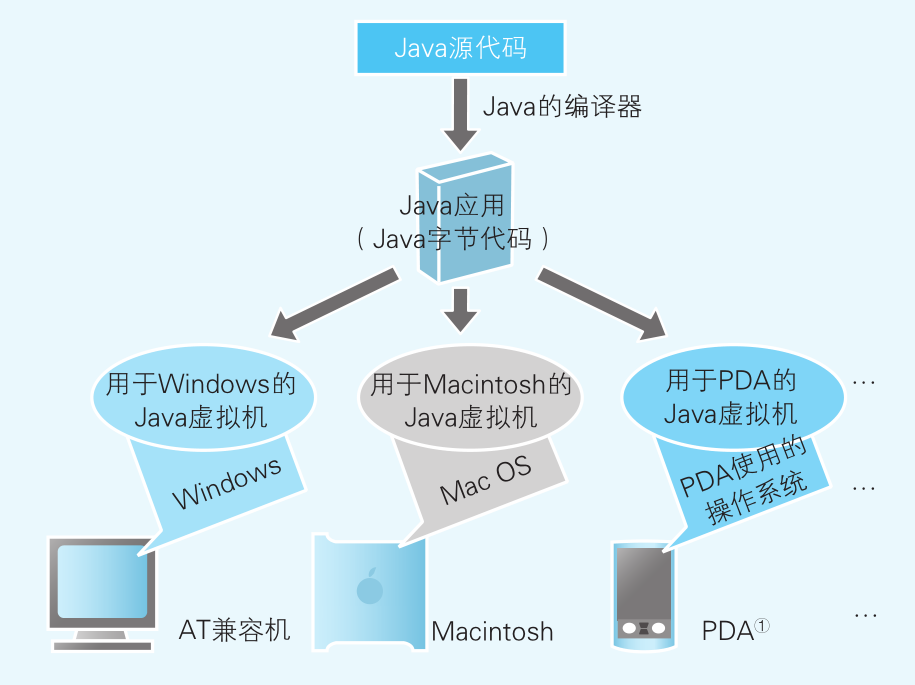 Java源代码
Java的编译器
Java应用
（Java字节代码）
用于Windows的
Java虚拟机
用于Macintosh的
Java虚拟机
用于PDA的
Java虚拟机
…
Windows
Mac OS
PDA使用的
操作系统
…
AT兼容机
Macintosh
PDA①
…